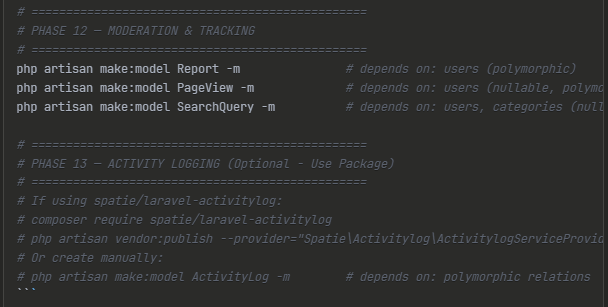 # ================================================
# PHASE 12 — MODERATION & TRACKING
# ================================================
php artisan make:model Report -m # depends on: users (polymorphic)
php artisan make:model PageView -m # depends on: users (nullable, polymo
php artisan make:model SearchQuery -m # depends on: users, categories (null
# ================================================
# PHASE 13 — ACTIVITY LOGGING (Optional - Use Package)
# ================================================
# If using spatie/laravel-activitylog:
# composer require spatie/laravel-activitylog
# php artisan vendor:publish --provider="Spatie\Activitylog\ActivitylogServiceProvid
# Or create manually:
# php artisan make:model ActivityLog -m # depends on: polymorphic relations
```